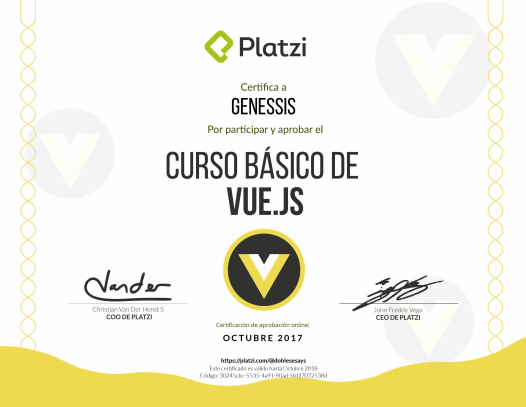 Platzi
Certifica a
GENESSIS
Por participar y aprobar el
CURSO BÁSICO DE
VUE.JS
Christian Van Der Henst S
COO DE PLATZI
John Freddy Vega
CEO DE PLATZI
Certificación de aprobación online:
OCTUBRE 2017
https://platzi.com/@doblesesays
Este certificado es válido hasta Octubre 2018
Código: